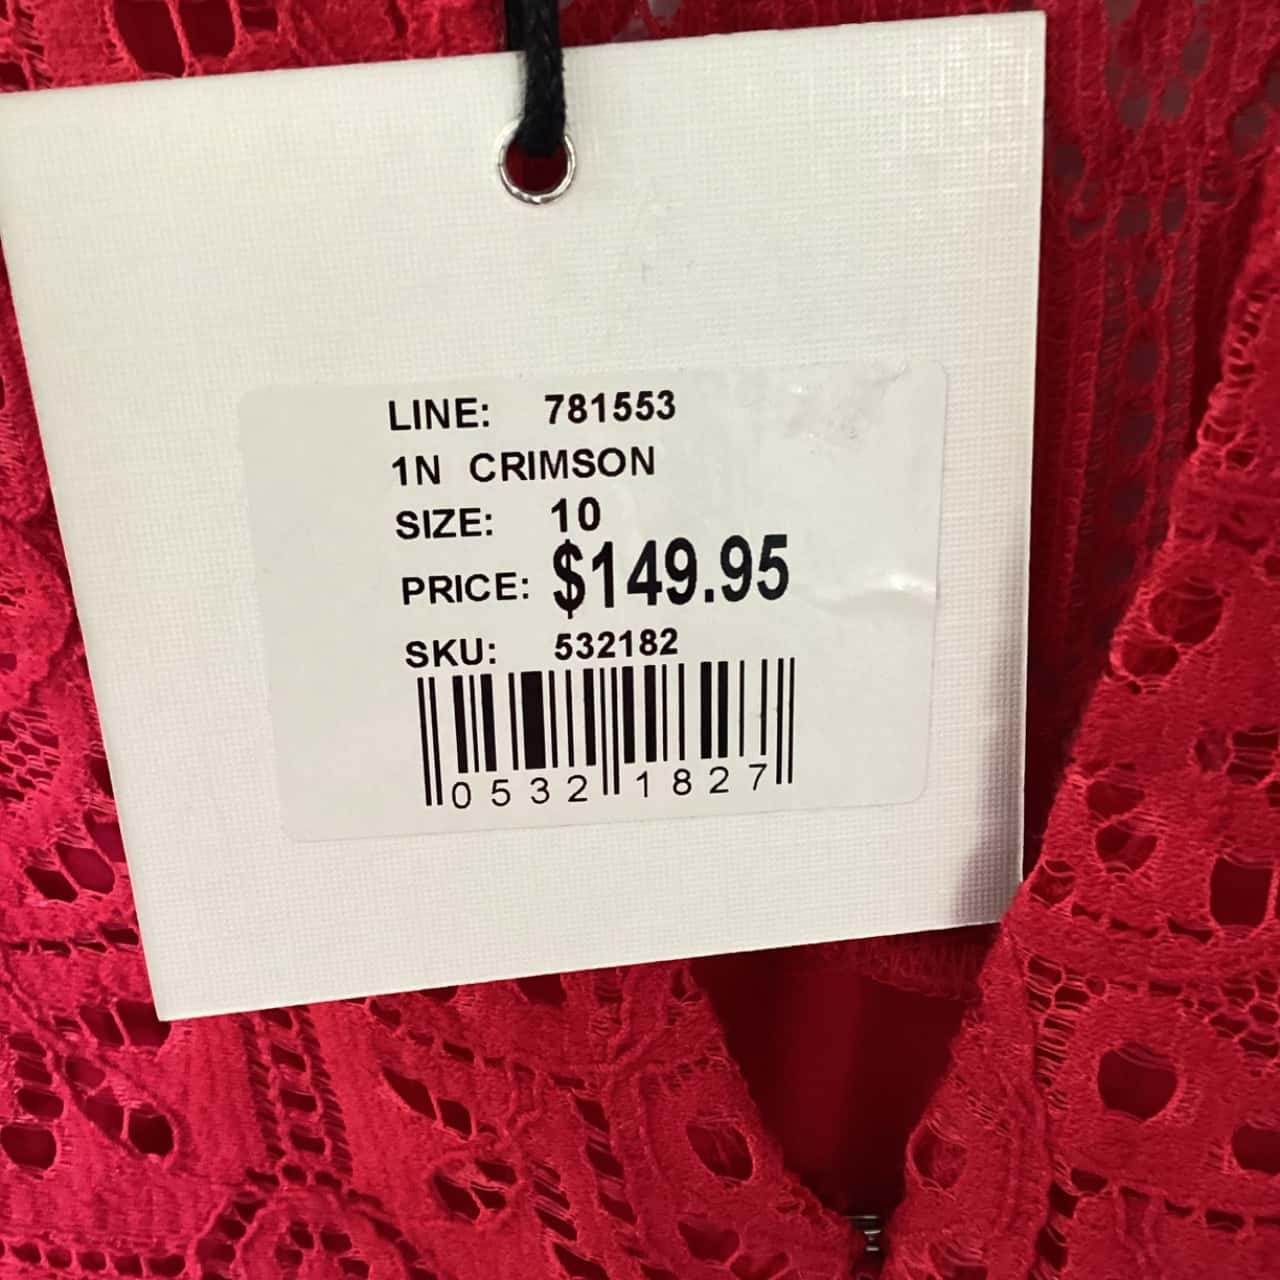 LINE: 781553
1N CRIMSON
SIZE: 10
PRICE: $149.95
SKU: 532182
0532 1827